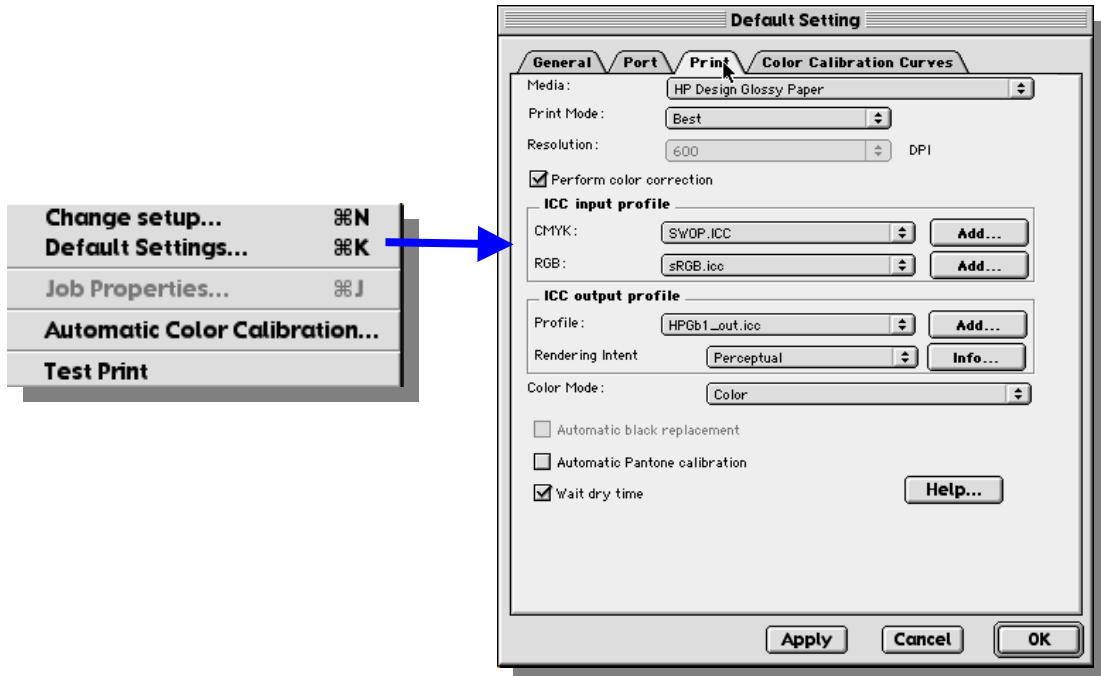 Change setup... ⌘N
Default Settings... ⌘K
Job Properties... ⌘J
Automatic Color Calibration...
Test Print
Default Setting
General Port Print Color Calibration Curves
Media: HP Design Glossy Paper
Print Mode: Best
Resolution: 600 DPI
Perform color correction
ICC input profile
CMYK: SWOP.ICC Add...
RGB: sRGB.icc Add...
ICC output profile
Profile: HPGb1_out.icc Add...
Rendering Intent Perceptual Info...
Color Mode: Color
Automatic black replacement
Automatic Pantone calibration
Wait dry time
Help...
Apply Cancel OK